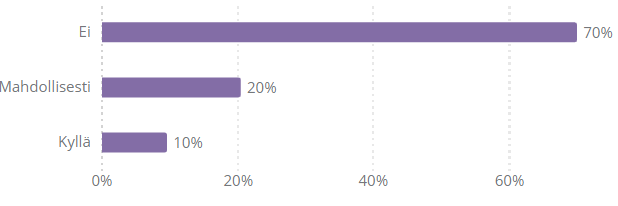 Ei 70%
Mahdollisesti 20%
Kyllä 10%
0% 20% 40% 60%